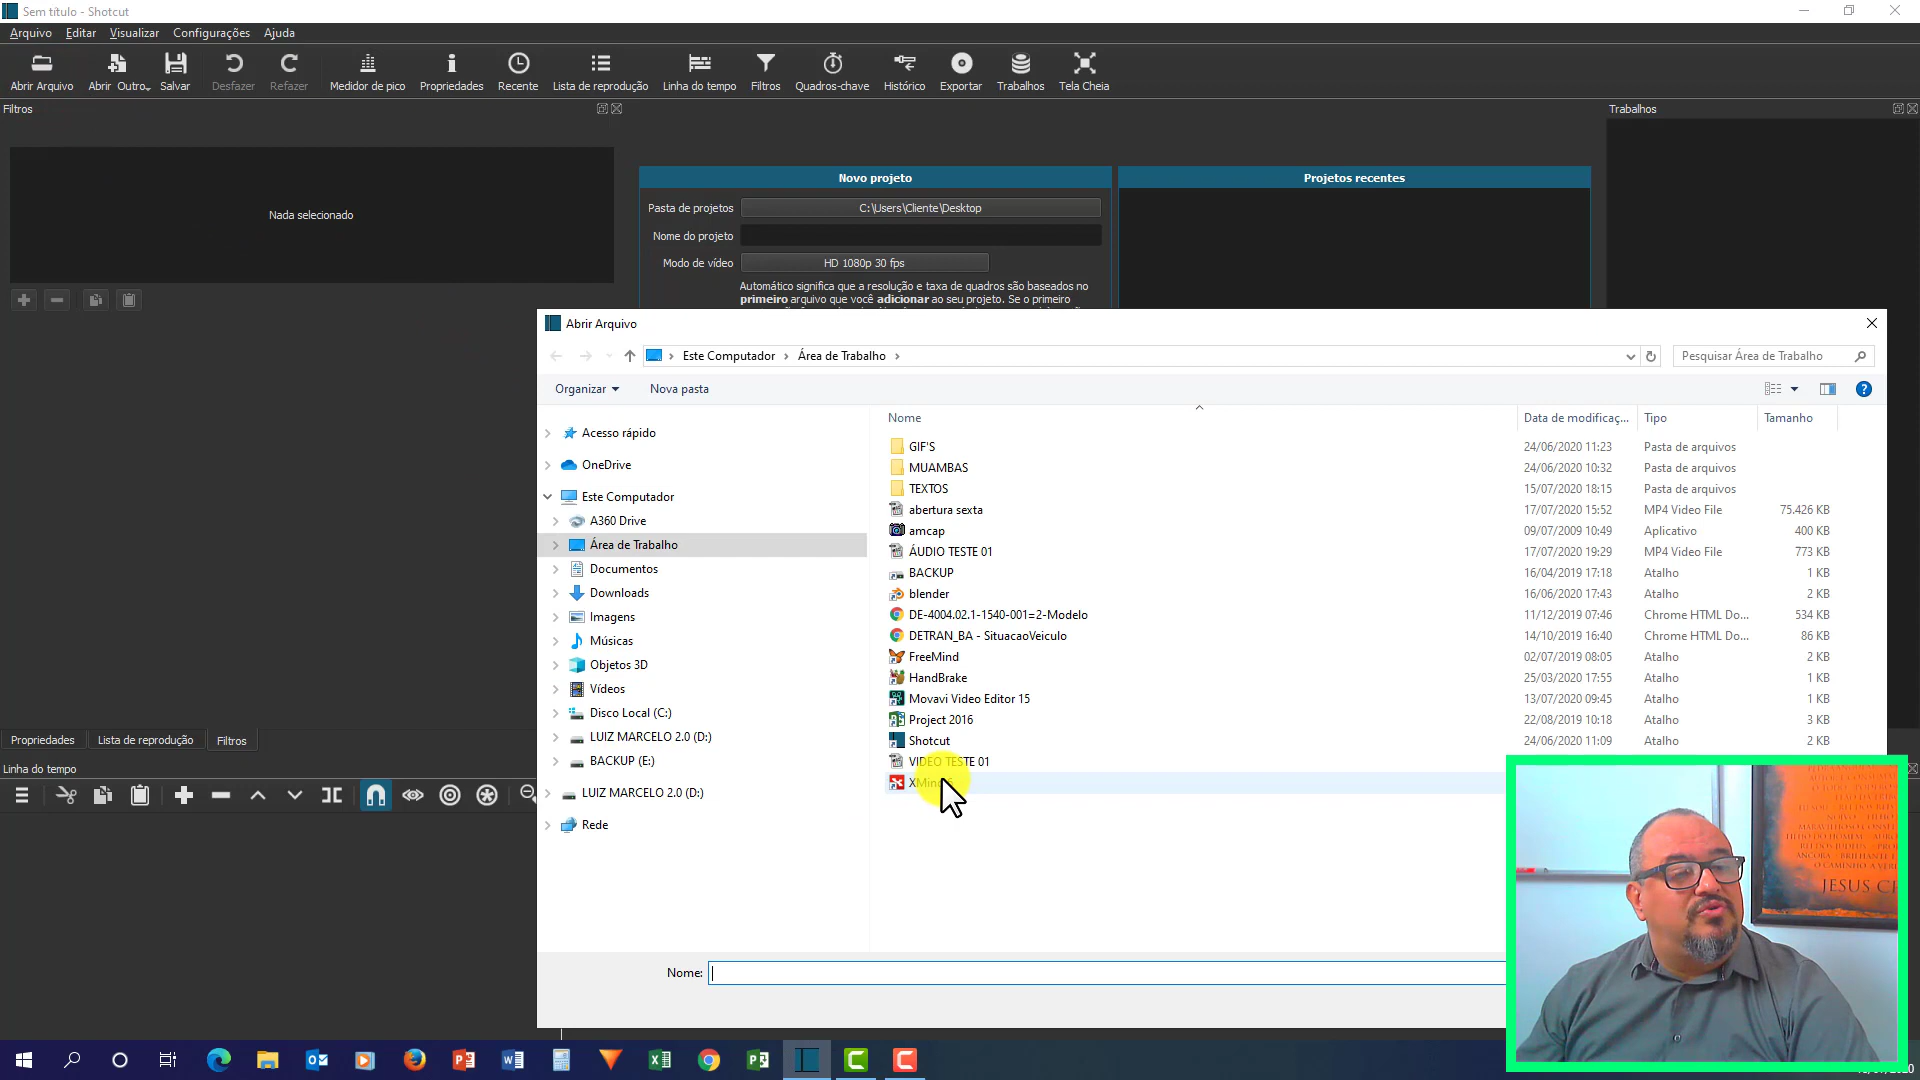 Sem título - Shotcut
Arquivo Editar Visualizar Configurações Ajuda
Abrir Arquivo Abrir Outro... Salvar Desfazer Refazer Medidor de pico Propriedades Recente Lista de reprodução Linha do tempo Filtros Quadros-chave Histórico Exportar Trabalhos Tela Cheia
Filtros
Trabalhos
Nada selecionado
Novo projeto
Projetos recentes
Pasta de projetos C:\Users\Cliente\Desktop
Nome do projeto
Modo de vídeo HD 1080p 30 fps
Automático significa que a resolução e taxa de quadros são baseados no
primeiro arquivo que você adicionar ao seu projeto. Se o primeiro
Abrir Arquivo
Este Computador Área de Trabalho
Pesquisar Área de Trabalho
Organizar Nova pasta
Nome Data de modificaç... Tipo Tamanho
Acesso rápido
OneDrive
Este Computador
A360 Drive
Área de Trabalho
Documentos
Downloads
Imagens
Músicas
Objetos 3D
Vídeos
Disco Local (C:)
LUIZ MARCELO 2.0 (D:)
BACKUP (E:)
LUIZ MARCELO 2.0 (D:)
Rede
GIF'S 24/06/2020 11:23 Pasta de arquivos
MUAMBAS 24/06/2020 10:32 Pasta de arquivos
TEXTOS 15/07/2020 18:15 Pasta de arquivos
abertura sexta 17/07/2020 15:52 MP4 Video File 75.426 KB
amcap 09/07/2009 10:49 Aplicativo 400 KB
ÁUDIO TESTE 01 17/07/2020 19:29 MP4 Video File 773 KB
BACKUP 16/04/2019 17:18 Atalho 1 KB
blender 16/06/2020 17:43 Atalho 2 KB
DE-4004.02.1-1540-001=2-Modelo 11/12/2019 07:46 Chrome HTML Do... 534 KB
DETRAN_BA - SituacaoVeiculo 14/10/2019 16:40 Chrome HTML Do... 86 KB
FreeMind 02/07/2019 08:05 Atalho 2 KB
HandBrake 25/03/2020 17:55 Atalho 1 KB
Movavi Video Editor 15 13/07/2020 09:45 Atalho 1 KB
Project 2016 22/08/2019 10:18 Atalho 3 KB
Shotcut 24/06/2020 11:09 Atalho 2 KB
VIDEO TESTE 01
Nome:
Propriedades Lista de reprodução Filtros
Linha do tempo
JESUS